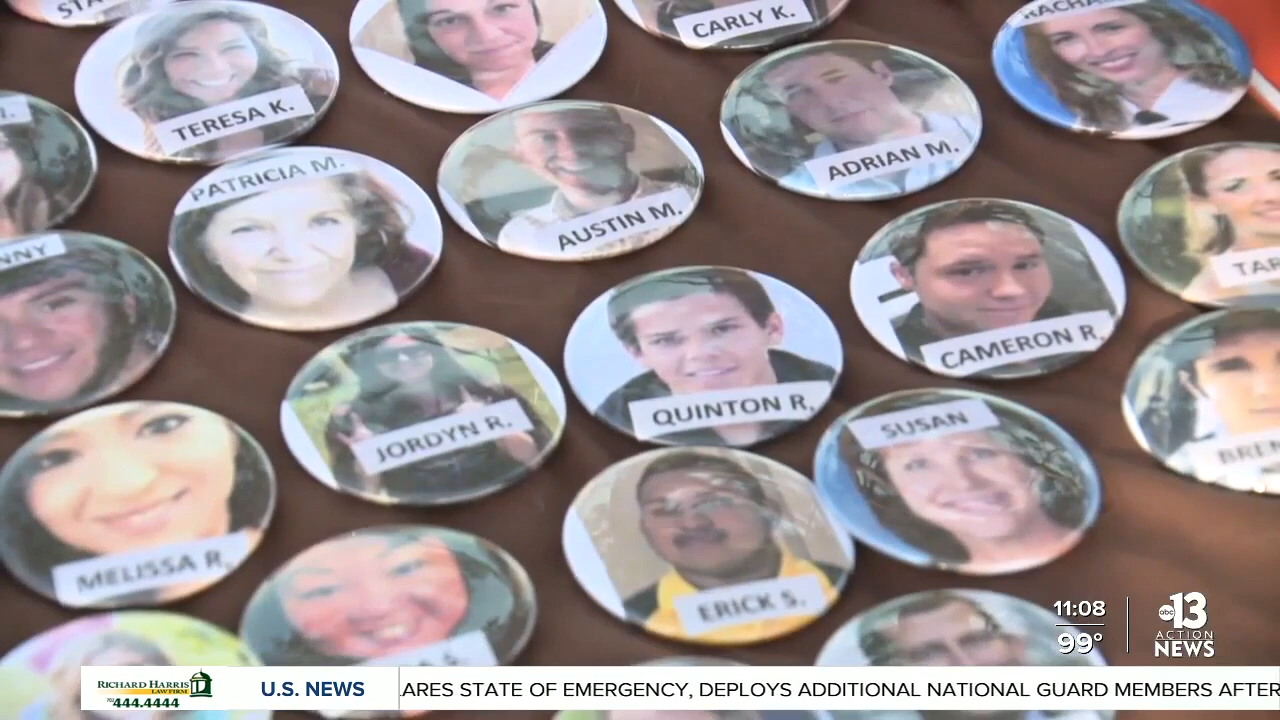 TERESA K.
CARLY K.
PATRICIA M.
AUSTIN M.
ADRIAN M.
JORDYN R.
QUINTON R.
CAMERON R.
SUSAN
MELISSA R.
ERICK S.
11:08
99°
abc 13
ACTION
NEWS
RICHARD HARRIS
LAW FIRM
444.4444
U.S. NEWS
ARES STATE OF EMERGENCY, DEPLOYS ADDITIONAL NATIONAL GUARD MEMBERS AFTER